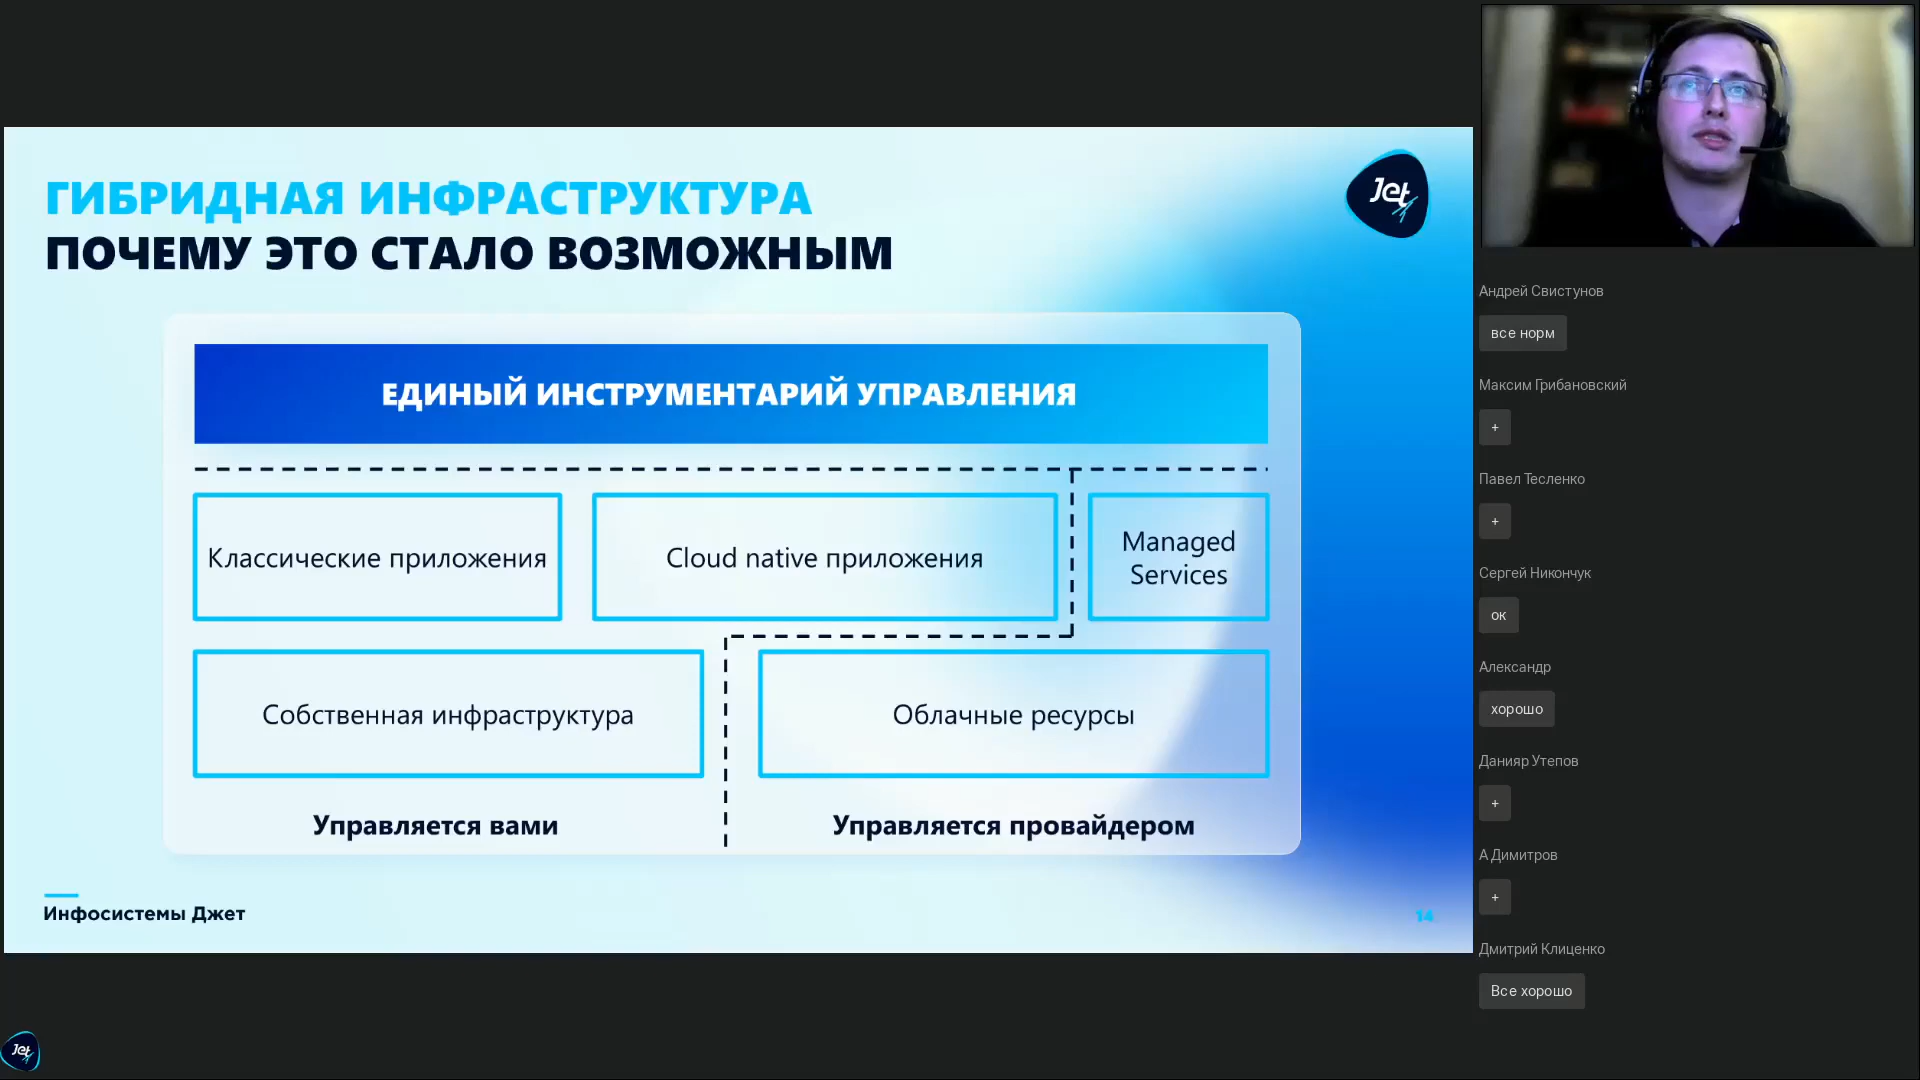 ГИБРИДНАЯ ИНФРАСТРУКТУРА
ПОЧЕМУ ЭТО СТАЛО ВОЗМОЖНЫМ
Jet
ЕДИНЫЙ ИНСТРУМЕНТАРИЙ УПРАВЛЕНИЯ
Классические приложения
Cloud native приложения
Managed
Services
Собственная инфраструктура
Облачные ресурсы
Управляется вами
Управляется провайдером
Инфосистемы Джет
14
Jet
Андрей Свистунов
все норм
Максим Грибановский
+
Павел Тесленко
+
Сергей Никончук
ок
Александр
хорошо
Данияр Утепов
+
А Димитров
+
Дмитрий Клиценко
Все хорошо